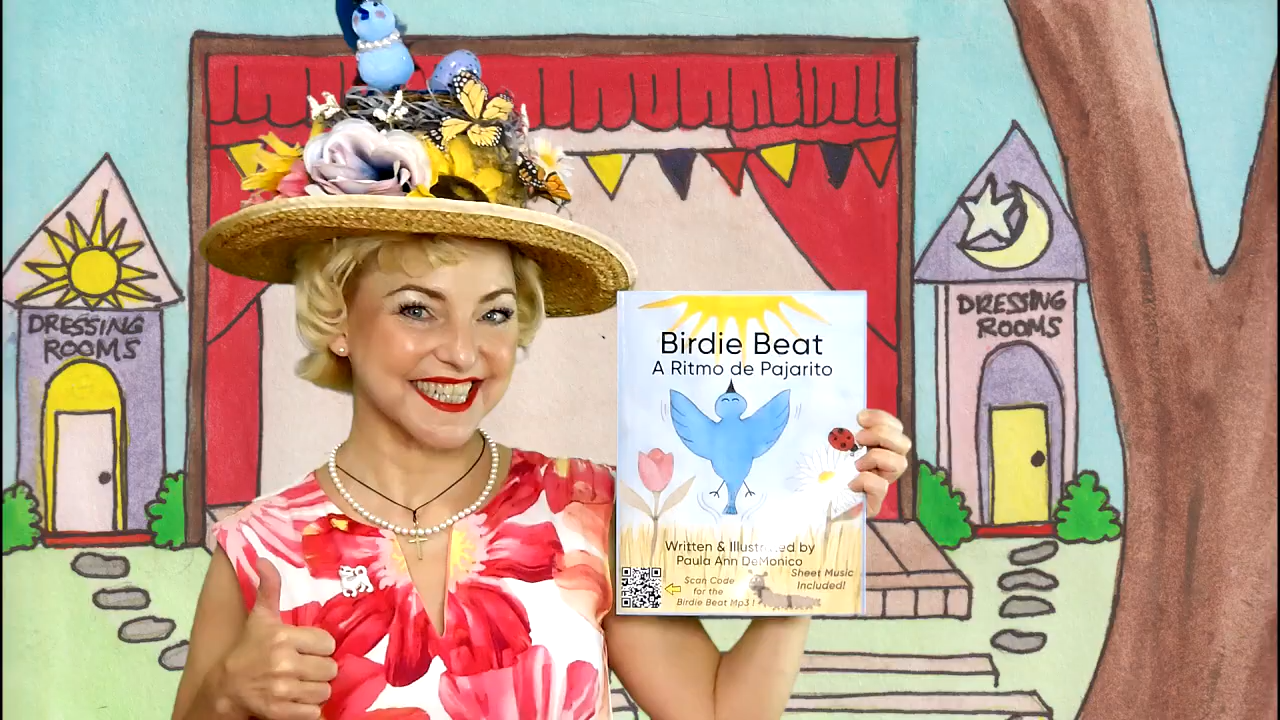 DRESSING
ROOMS
DRESSING
ROOMS
Birdie Beat
A Ritmo de Pajarito
Written & Illustrated by
Paula Ann DeMonico
Scan Code
for the
Birdie Beat Mp3!
Sheet Music
Included!